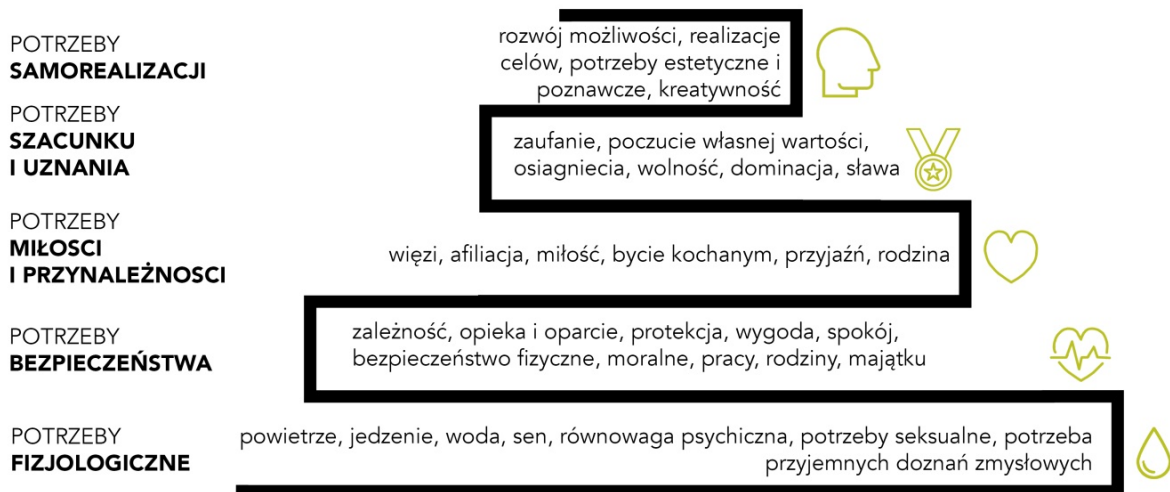 POTRZEBY
SAMOREALIZACJI
rozwój możliwości, realizacje
celów, potrzeby estetyczne i
poznawcze, kreatywność
POTRZEBY
SZACUNKU
I UZNANIA
zaufanie, poczucie własnej wartości,
osiagniecia, wolność, dominacja, sława
POTRZEBY
MIŁOSCI
I PRZYNALEŻNOSCI
więzi, afiliacja, miłość, bycie kochanym, przyjaźń, rodzina
POTRZEBY
BEZPIECZEŃSTWA
zależność, opieka i oparcie, protekcja, wygoda, spokój,
bezpieczeństwo fizyczne, moralne, pracy, rodziny, majątku
POTRZEBY
FIZJOLOGICZNE
powietrze, jedzenie, woda, sen, równowaga psychiczna, potrzeby seksualne, potrzeba
przyjemnych doznań zmysłowych